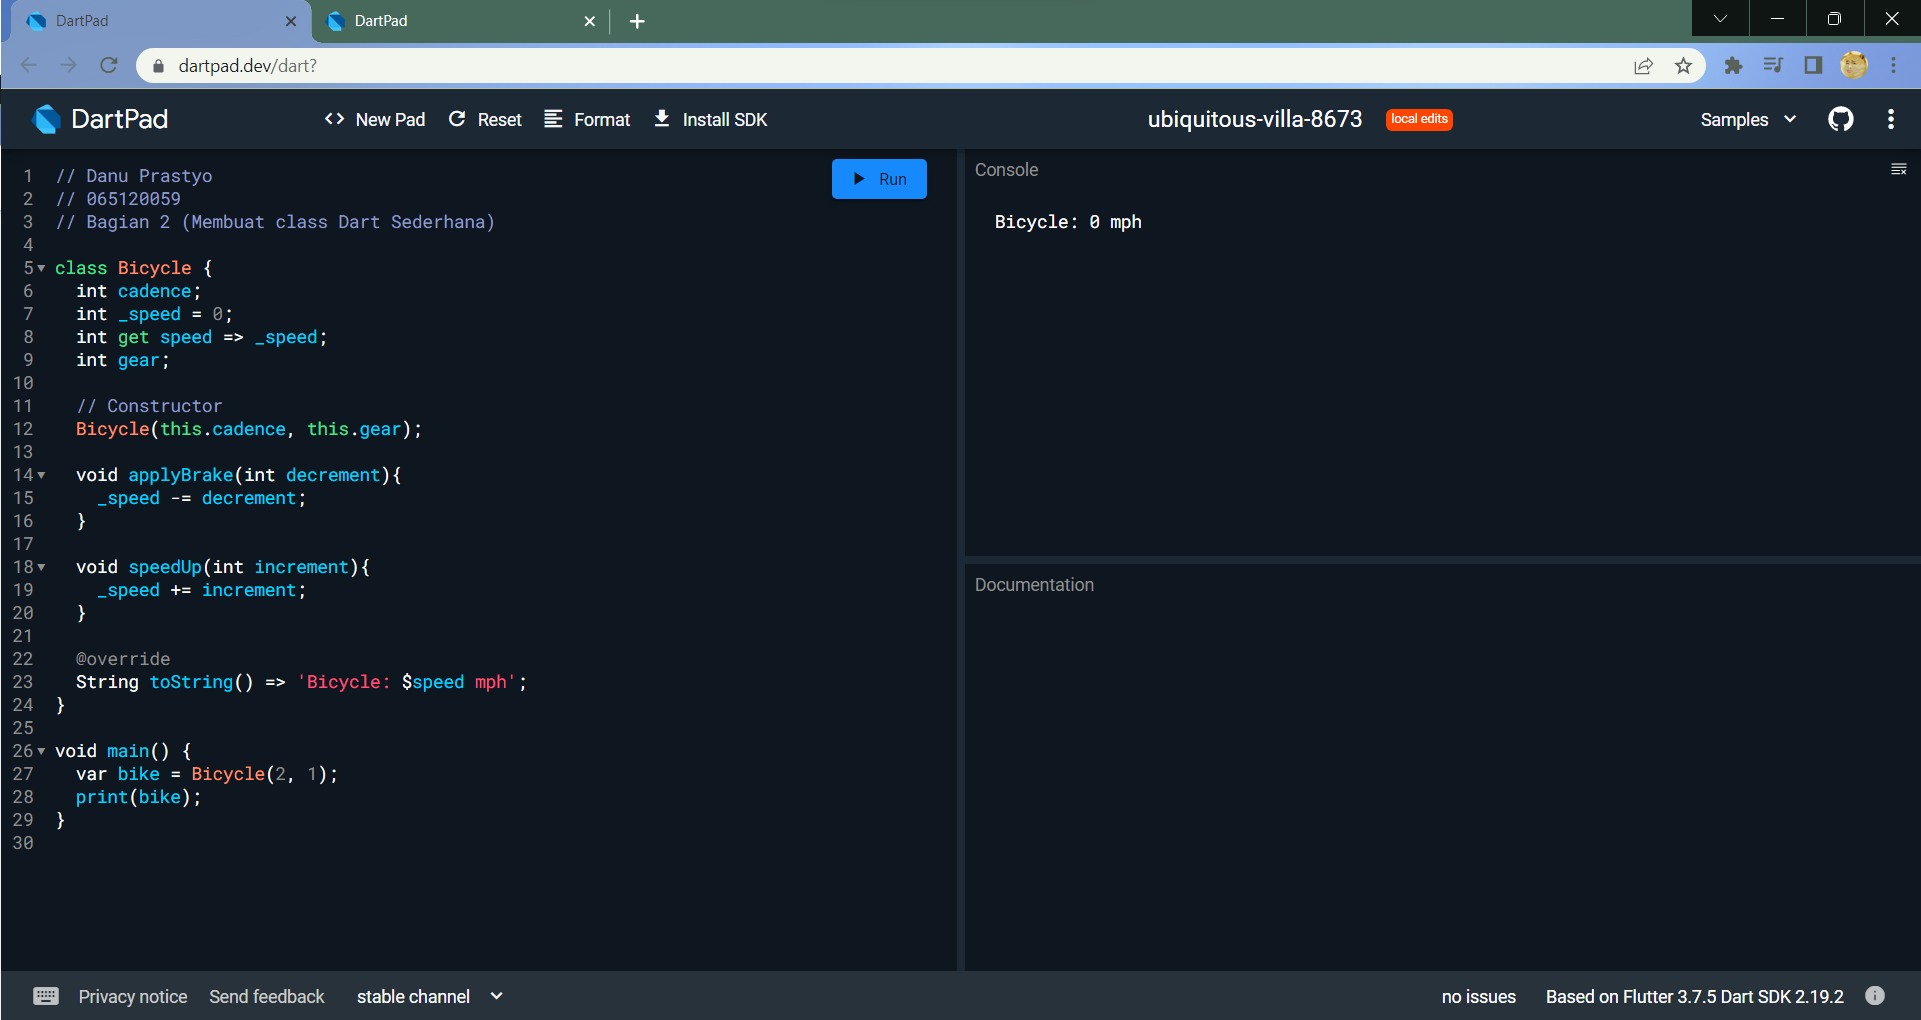 DartPad
DartPad
dartpad.dev/dart?
DartPad
<> New Pad
Reset
Format
Install SDK
ubiquitous-villa-8673
local edits
Samples
1 // Danu Prastyo
2 // 065120059
3 // Bagian 2 (Membuat class Dart Sederhana)
4
5 class Bicycle {
6   int cadence;
7   int _speed = 0;
8   int get speed => _speed;
9   int gear;
10
11   // Constructor
12   Bicycle(this.cadence, this.gear);
13
14   void applyBrake(int decrement){
15     _speed -= decrement;
16   }
17
18   void speedUp(int increment){
19     _speed += increment;
20   }
21
22   @override
23   String toString() => 'Bicycle: $speed mph';
24 }
25
26 void main() {
27   var bike = Bicycle(2, 1);
28   print(bike);
29 }
30
Run
Console
Bicycle: 0 mph
Documentation
Privacy notice
Send feedback
stable channel
no issues
Based on Flutter 3.7.5 Dart SDK 2.19.2